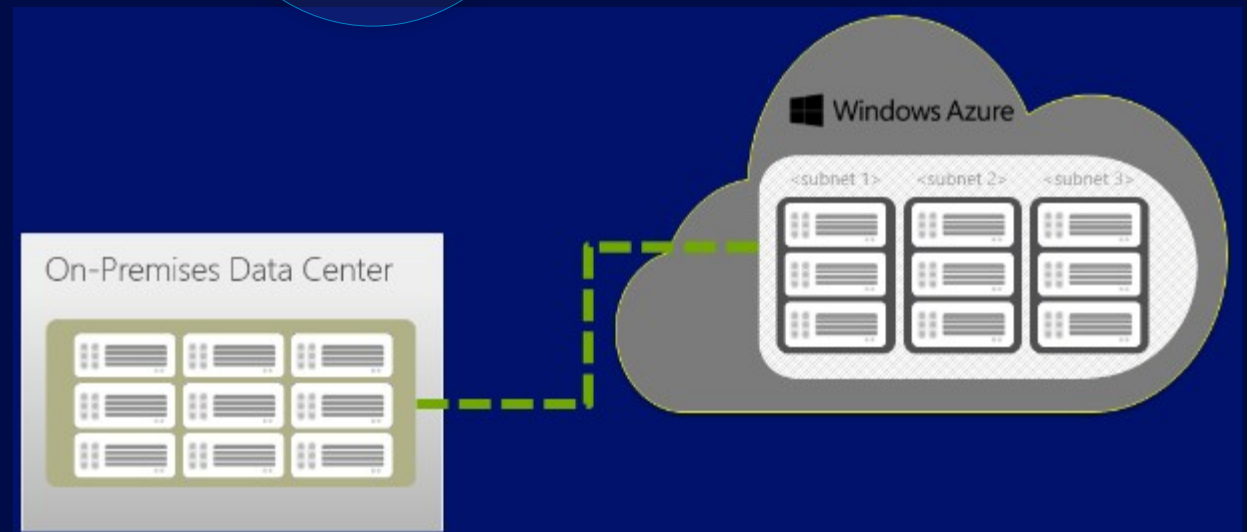 Windows Azure
<subnet 1> <subnet 2> <subnet 3>
On-Premises Data Center